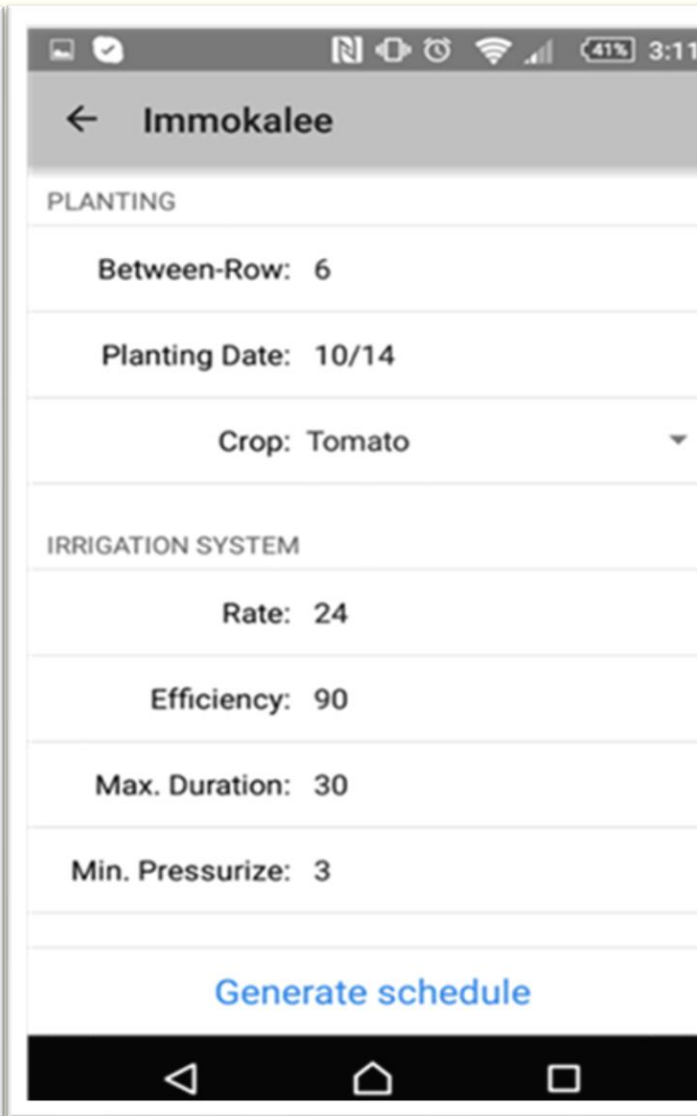 41% 3:11
Immokalee
PLANTING
Between-Row: 6
Planting Date: 10/14
Crop: Tomato
IRRIGATION SYSTEM
Rate: 24
Efficiency: 90
Max. Duration: 30
Min. Pressurize: 3
Generate schedule